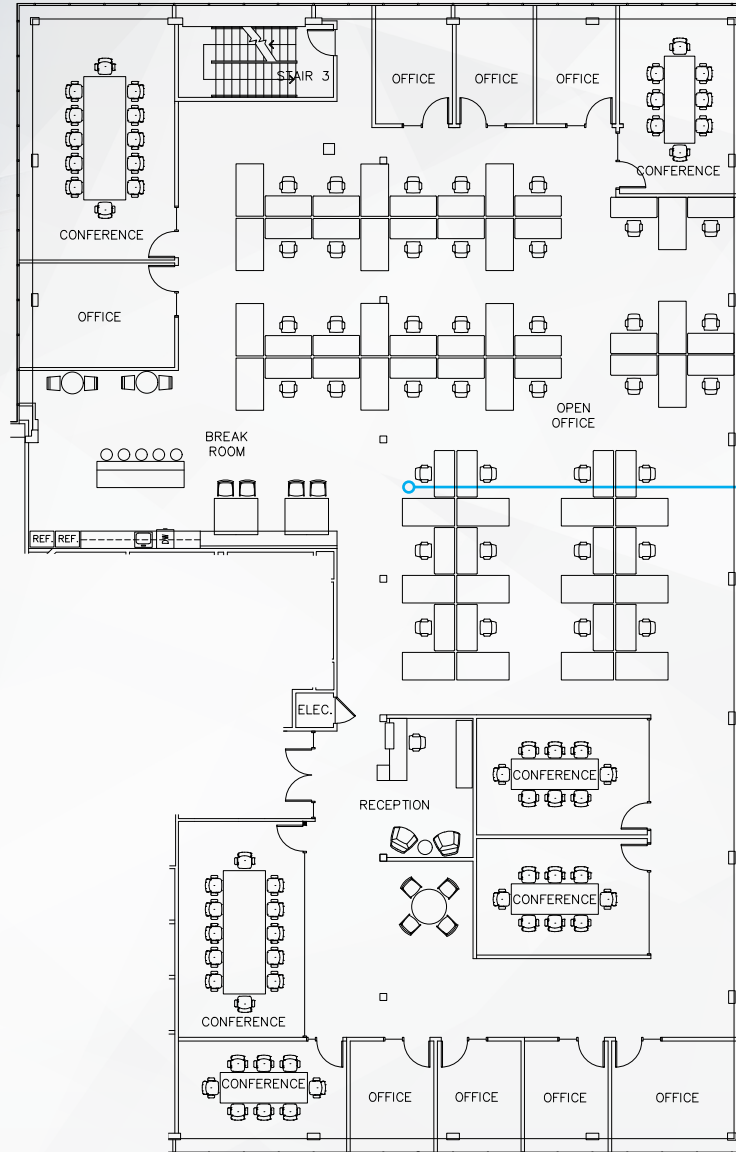 STAIR 3
OFFICE
OFFICE
OFFICE
CONFERENCE
CONFERENCE
OFFICE
OPEN
OFFICE
BREAK
ROOM
REF.
REF.
DW
ELEC.
CONFERENCE
RECEPTION
CONFERENCE
CONFERENCE
CONFERENCE
OFFICE
OFFICE
OFFICE
OFFICE